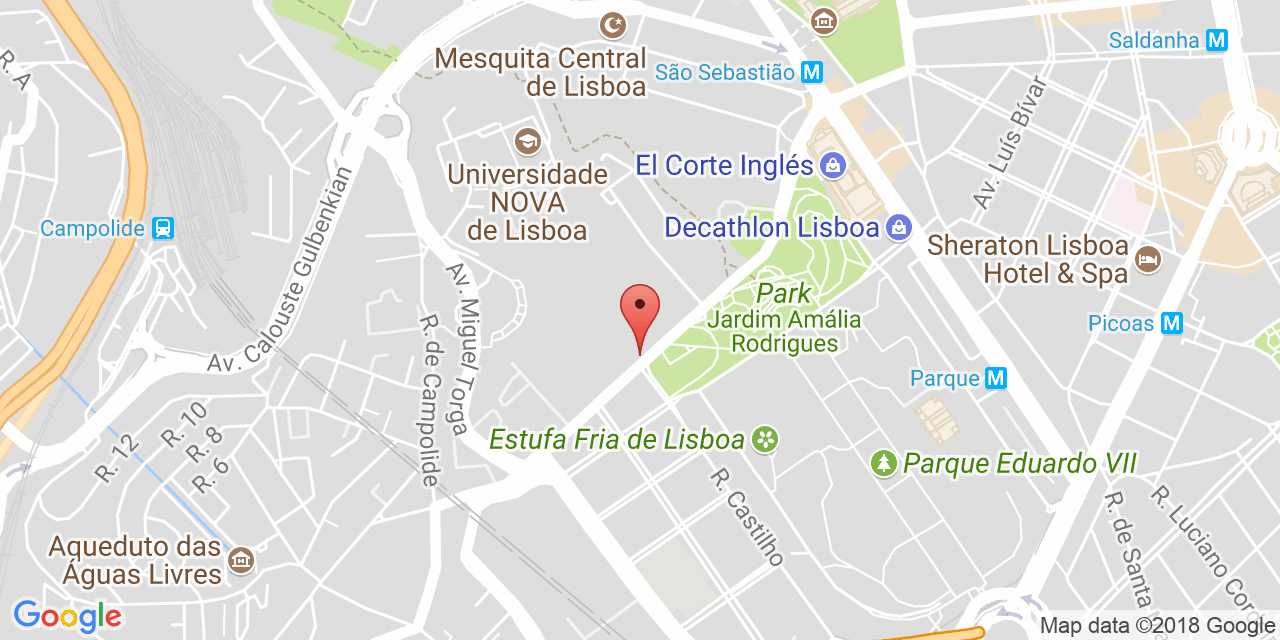 R. A
Mesquita Central
de Lisboa
São Sebastião M
Saldanha M
Av. Luís Bívar
Universidade
NOVA
de Lisboa
El Corte Inglés
Decathlon Lisboa
Campolide
Av. Calouste Gulbenkian
Sheraton Lisboa
Hotel & Spa
Av. Miguel Torga
R. de Campolide
Park
Jardim Amália
Rodrigues
Picoas M
Parque M
R. 12
R. 10
R. 8
R. 6
Estufa Fria de Lisboa
Parque Eduardo VII
R. Castilho
R. de Santa
R. Luciano Cor
Aqueduto das
Águas Livres
Google
Map data ©2018 Google